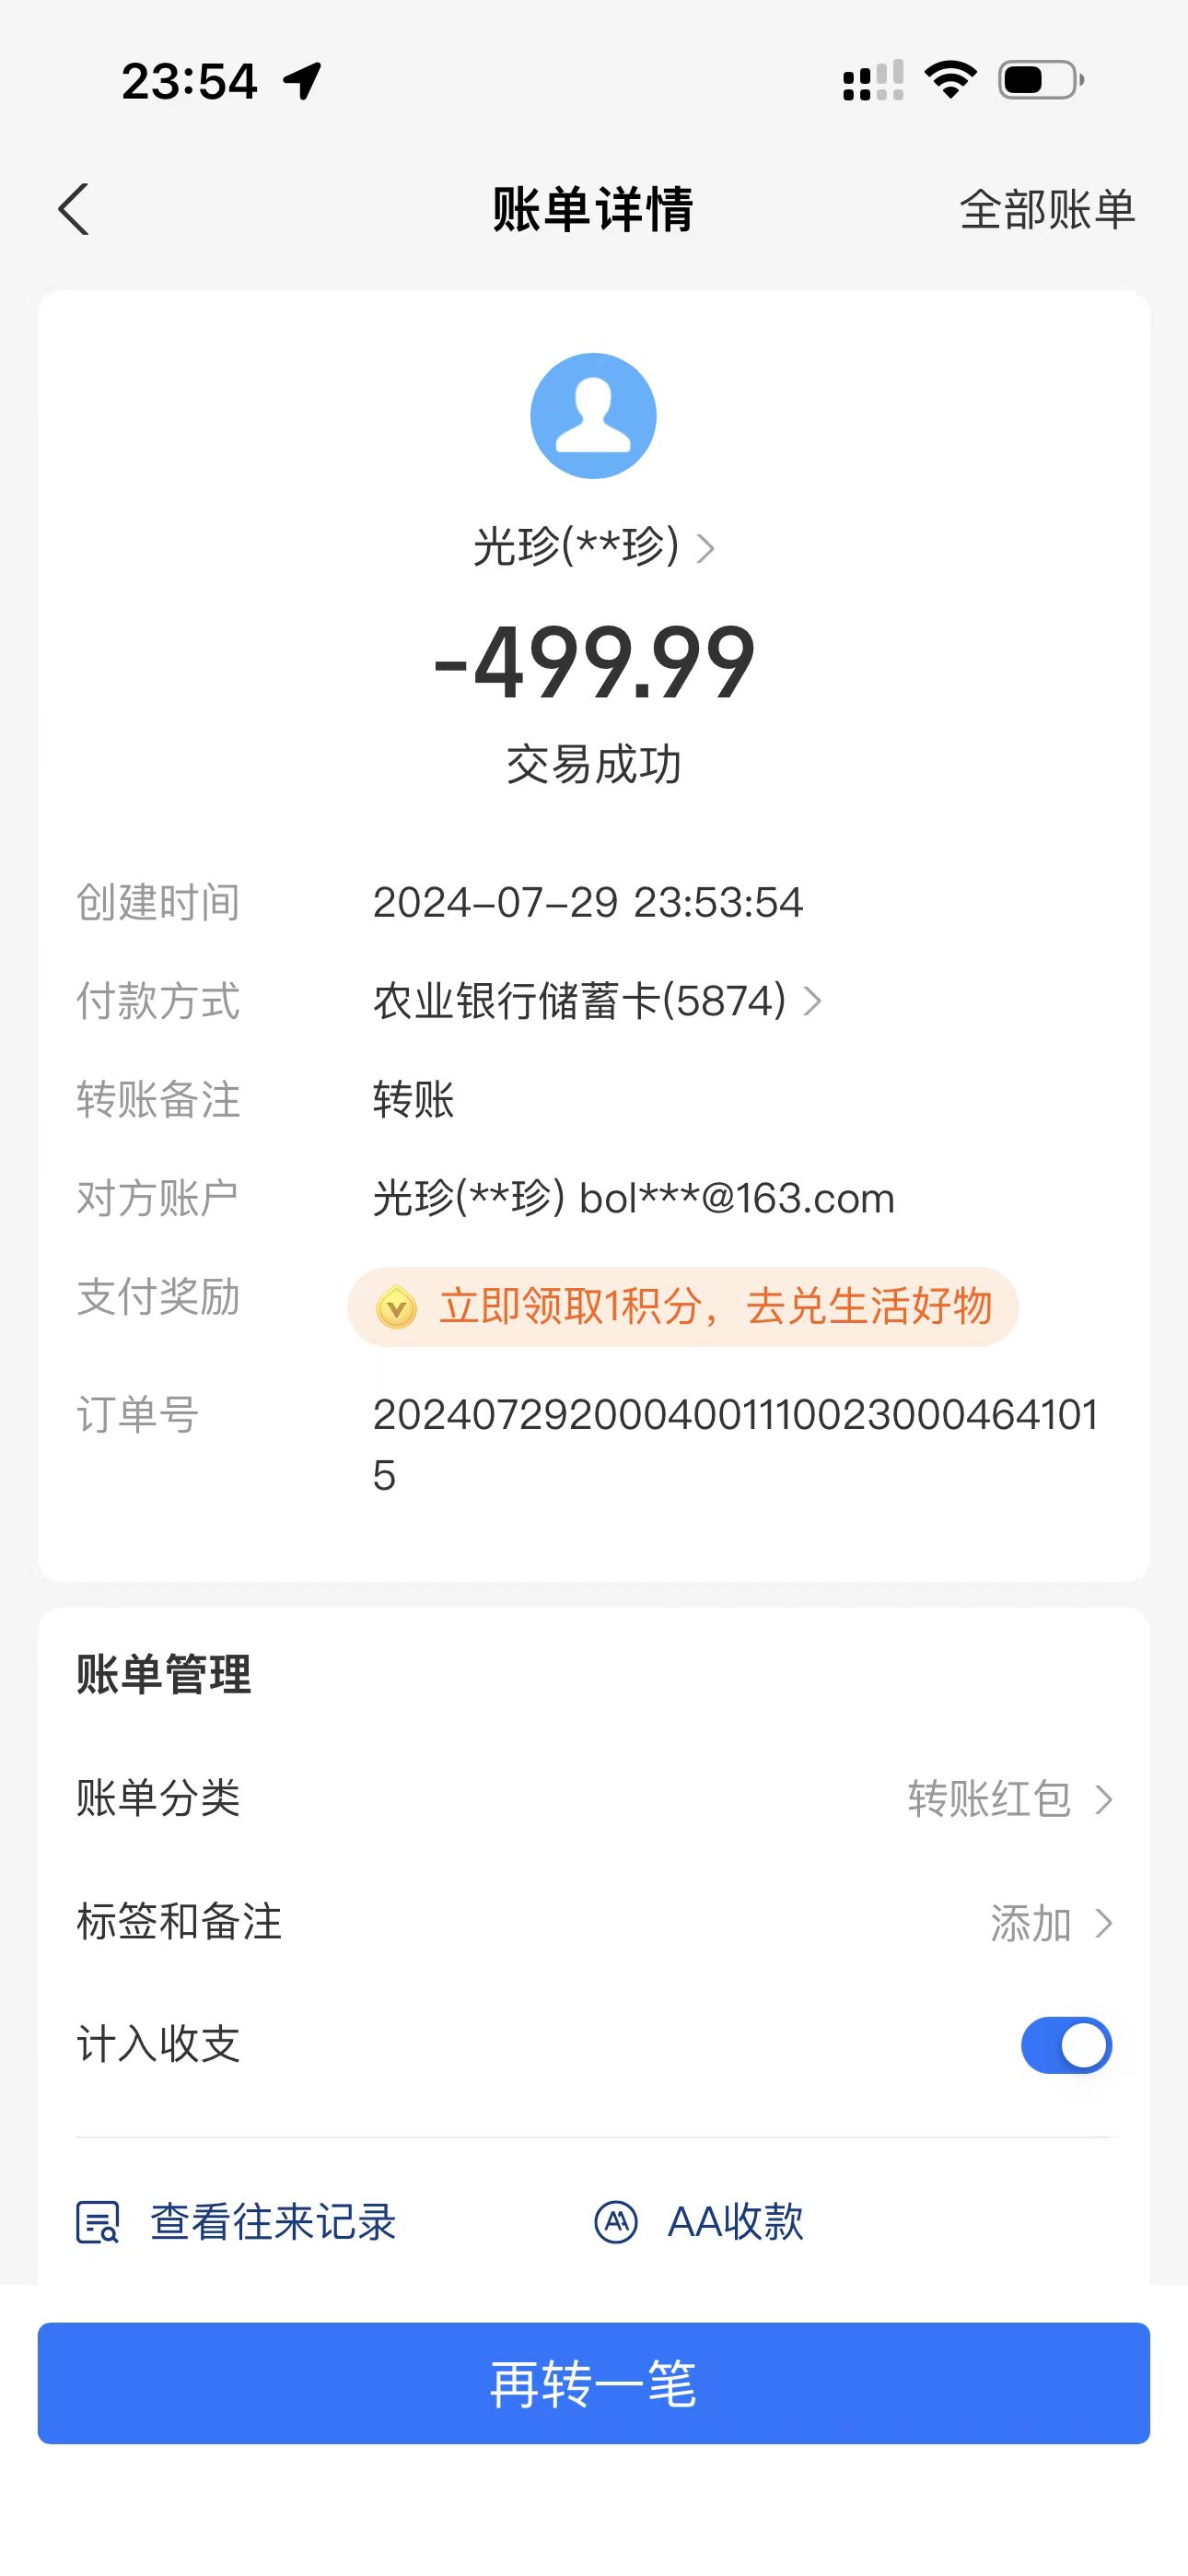 23:54
账单详情
全部账单
光珍(**珍)
-499.99
交易成功
创建时间 2024-07-29 23:53:54
付款方式 农业银行储蓄卡(5874)
转账备注 转账
对方账户 光珍(**珍) bol***@163.com
支付奖励 立即领取1积分，去兑生活好物
订单号 2024072920004001110023000464101
5
账单管理
账单分类 转账红包
标签和备注 添加
计入收支
查看往来记录 AA收款
再转一笔